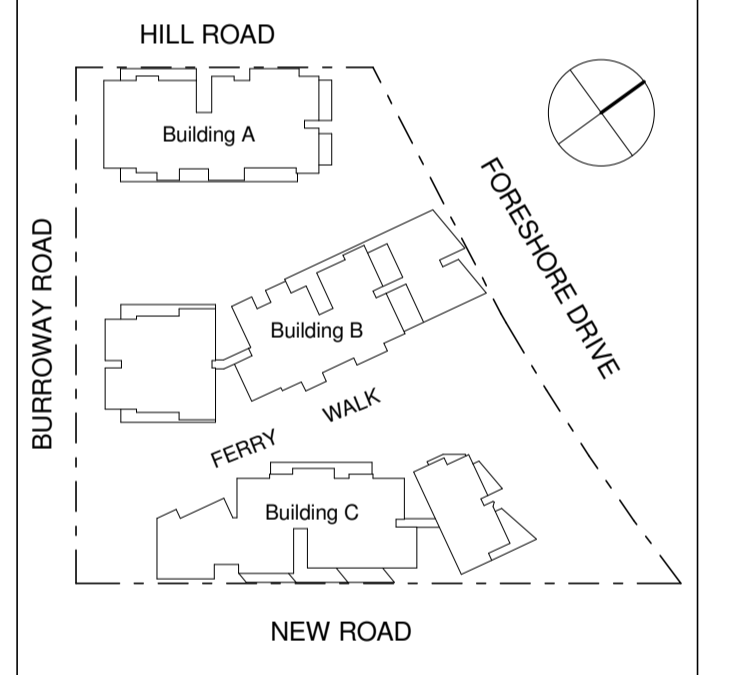 HILL ROAD
Building A
FORESHORE DRIVE
BURROWAY ROAD
Building B
FERRY WALK
Building C
NEW ROAD